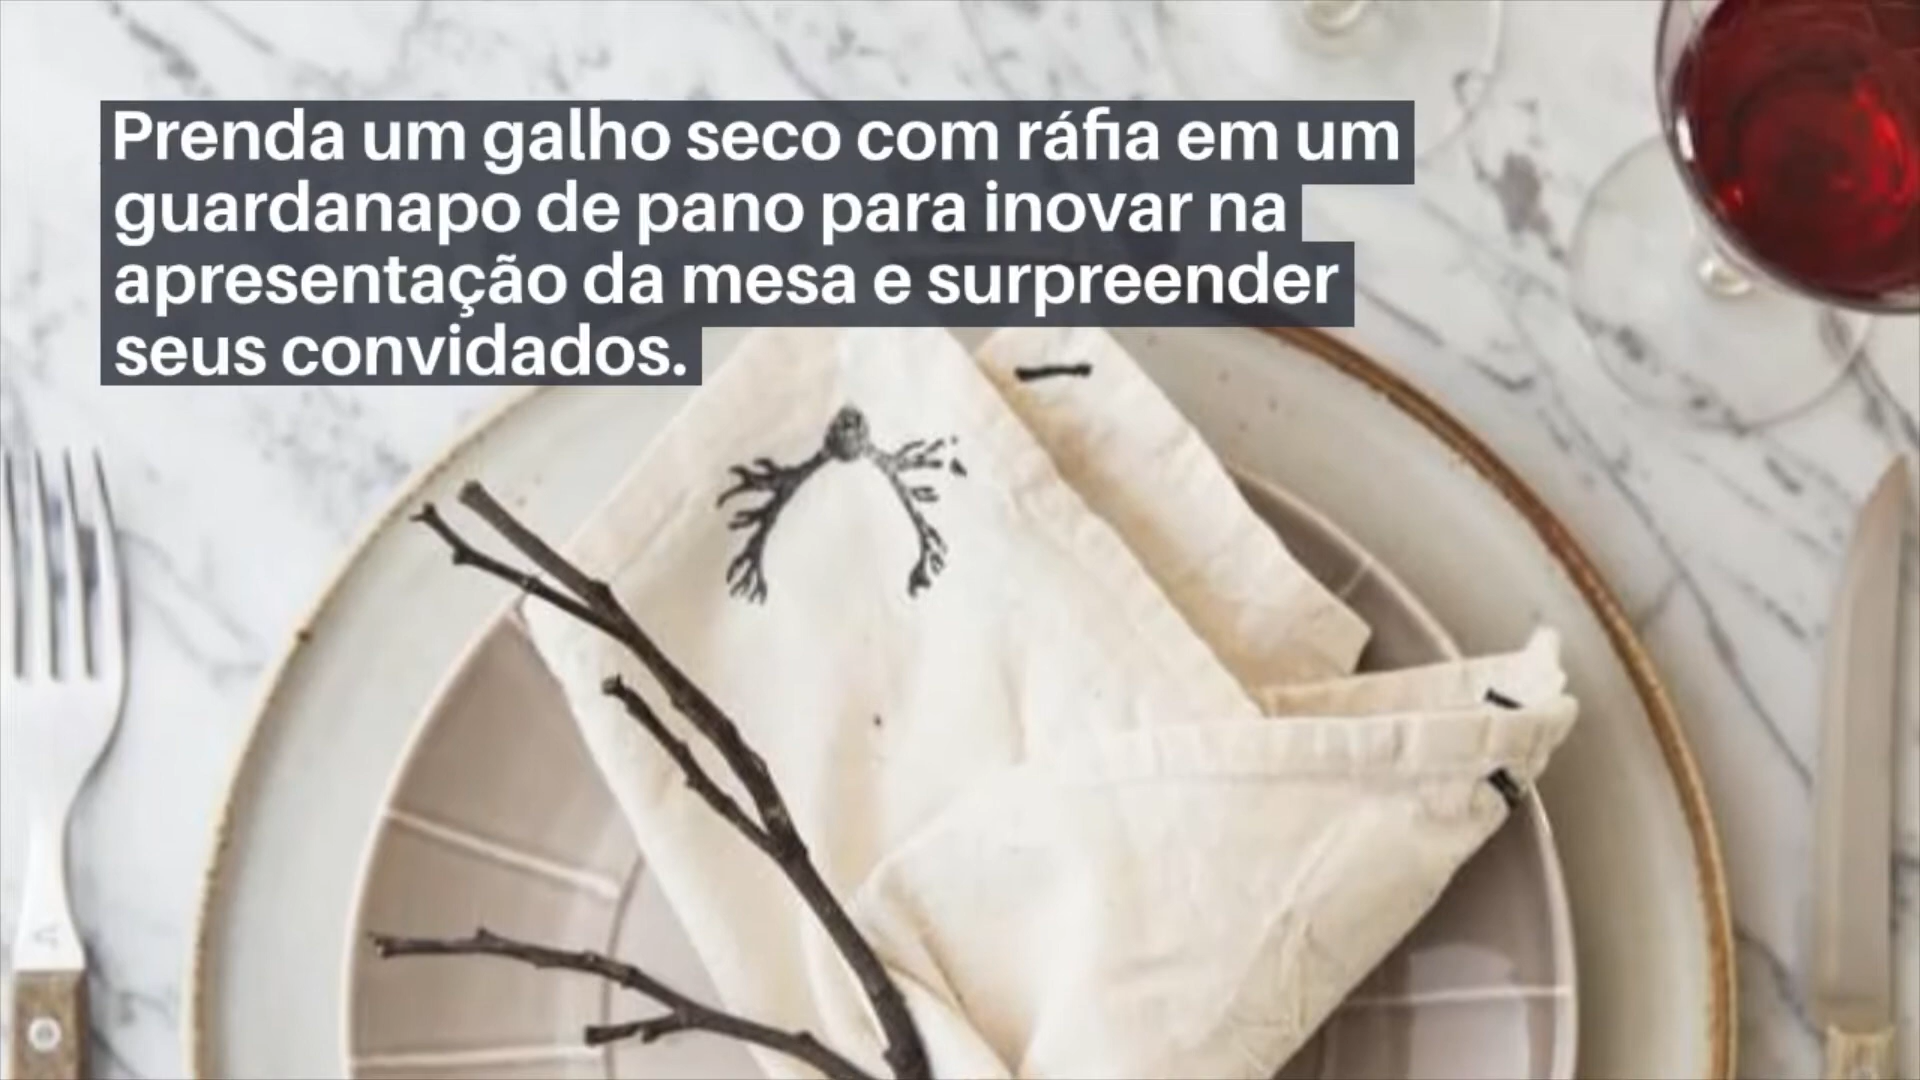 Prenda um galho seco com ráfia em um
guardanapo de pano para inovar na
apresentação da mesa e surpreender
seus convidados.